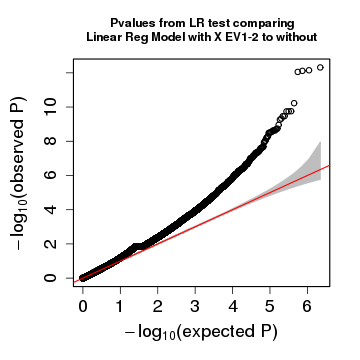 Pvalues from LR test comparing
Linear Reg Model with X EV1-2 to without
−log10(observed P)
10
8
6
4
2
0
0 1 2 3 4 5 6
−log10(expected P)